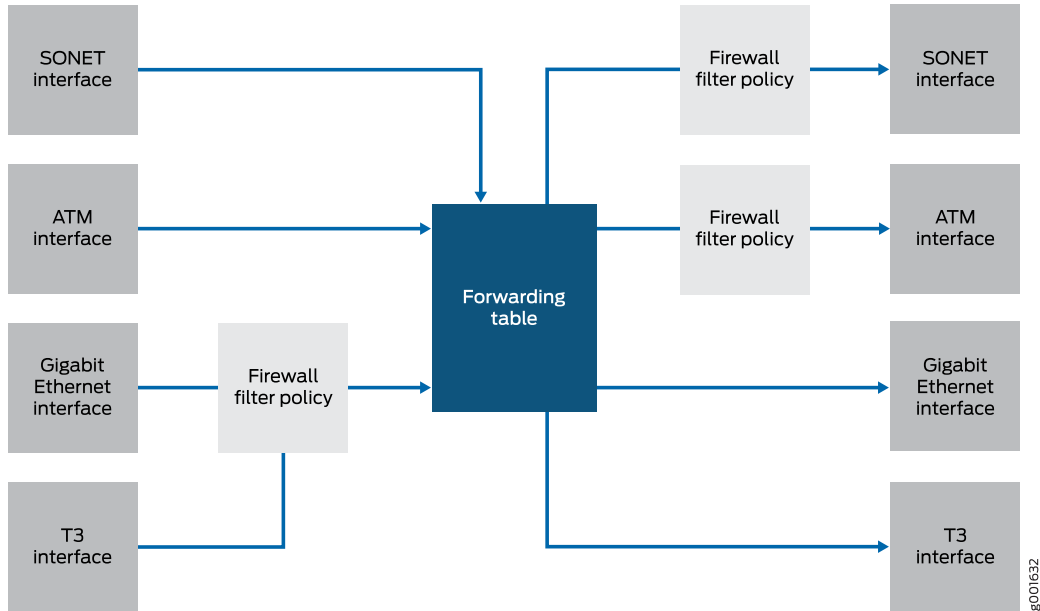 SONET
interface
Firewall
filter policy
SONET
interface
ATM
interface
Firewall
filter policy
ATM
interface
Forwarding
table
Gigabit
Ethernet
interface
Firewall
filter policy
Gigabit
Ethernet
interface
T3
interface
T3
interface
g001632